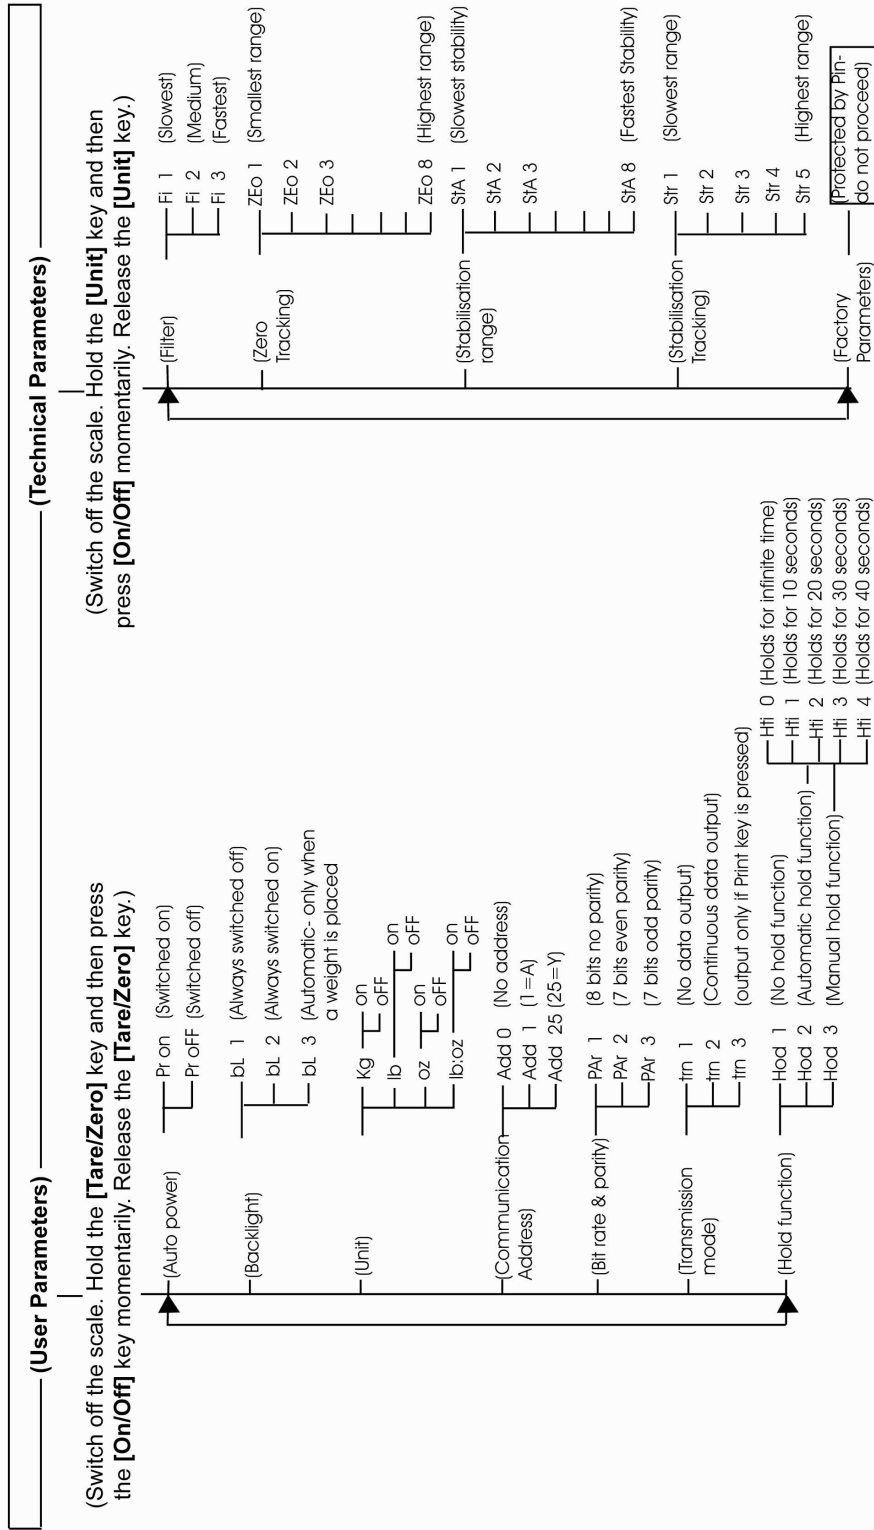 (User Parameters)
(Switch off the scale. Hold the [Tare/Zero] key and then press
the [On/Off] key momentarily. Release the [Tare/Zero] key.)
(Auto power)
Pr on (Switched on)
Pr oFF (Switched off)
(Backlight)
bL 1 (Always switched off)
bL 2 (Always switched on)
bL 3 (Automatic- only when
a weight is placed
(Unit)
Kg on
oFF
lb on
oFF
oz on
oFF
lb:oz on
oFF
(Communication
Address)
Add 0 (No address)
Add 1 (1=A)
Add 25 (25=Y)
(Bit rate & parity)
PAr 1 (8 bits no parity)
PAr 2 (7 bits even parity)
PAr 3 (7 bits odd parity)
(Transmission
mode)
trn 1 (No data output)
trn 2 (Continuous data output)
trn 3 (output only if Print key is pressed)
(Hold function)
Hod 1 (No hold function)
Hod 2 (Automatic hold function)
Hod 3 (Manual hold function)
Hti 0 (Holds for infinite time)
Hti 1 (Holds for 10 seconds)
Hti 2 (Holds for 20 seconds)
Hti 3 (Holds for 30 seconds)
Hti 4 (Holds for 40 seconds)
(Technical Parameters)
(Switch off the scale. Hold the [Unit] key and then
press [On/Off] momentarily. Release the [Unit] key.)
(Filter)
Fi 1 (Slowest)
Fi 2 (Medium)
Fi 3 (Fastest)
(Zero
Tracking)
ZEo 1 (Smallest range)
ZEo 2
ZEo 3
ZEo 8 (Highest range)
(Stabilisation
range)
StA 1 (Slowest stability)
StA 2
StA 3
StA 8 (Fastest Stability)
(Stabilisation
Tracking)
Str 1 (Slowest range)
Str 2
Str 3
Str 4
Str 5 (Highest range)
(Factory
Parameters)
(Protected by Pin-
do not proceed)